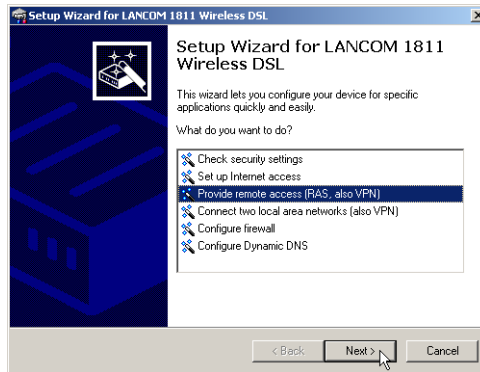 Setup Wizard for LANCOM 1811 Wireless DSL
Setup Wizard for LANCOM 1811
Wireless DSL
This wizard lets you configure your device for specific
applications quickly and easily.
What do you want to do?
Check security settings
Set up Internet access
Provide remote access (RAS, also VPN)
Connect two local area networks (also VPN)
Configure firewall
Configure Dynamic DNS
< Back
Next >
Cancel